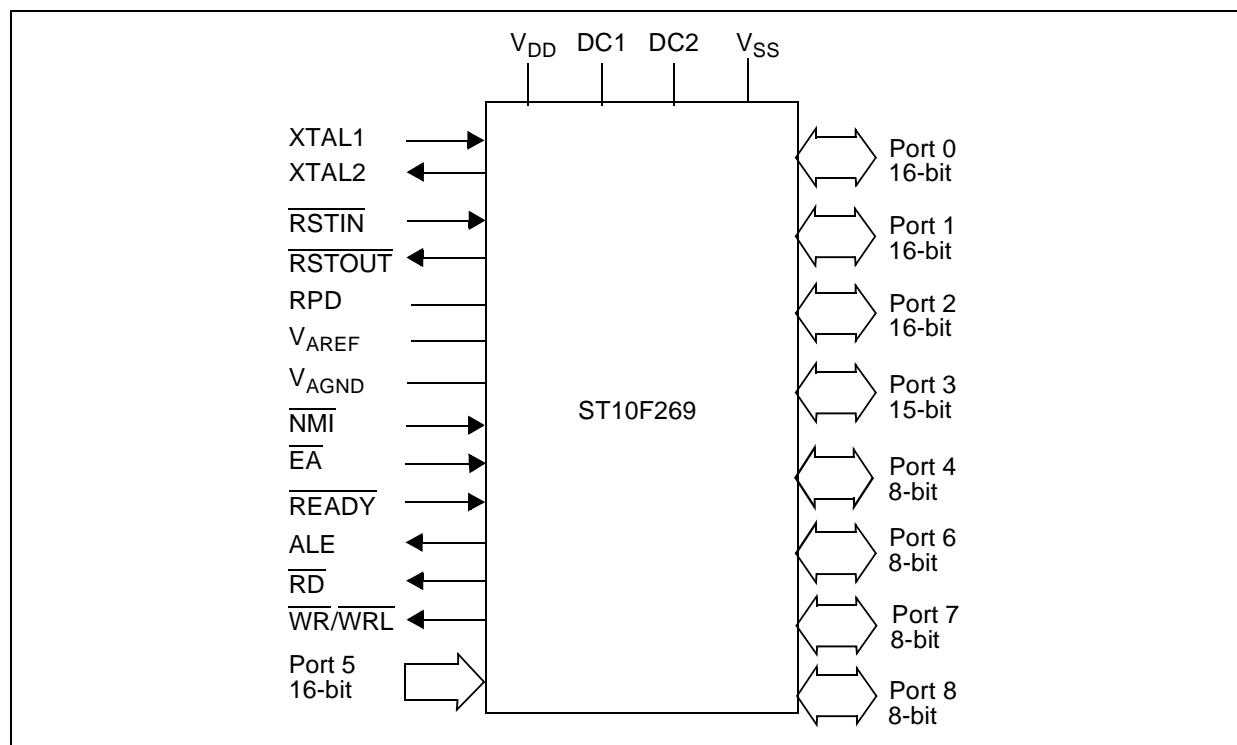 VDD DC1 DC2 VSS
XTAL1
XTAL2
RSTIN
RSTOUT
RPD
VAREF
VAGND
NMI
EA
READY
ALE
RD
WR/WRL
Port 5
16-bit
ST10F269
Port 0
16-bit
Port 1
16-bit
Port 2
16-bit
Port 3
15-bit
Port 4
8-bit
Port 6
8-bit
Port 7
8-bit
Port 8
8-bit